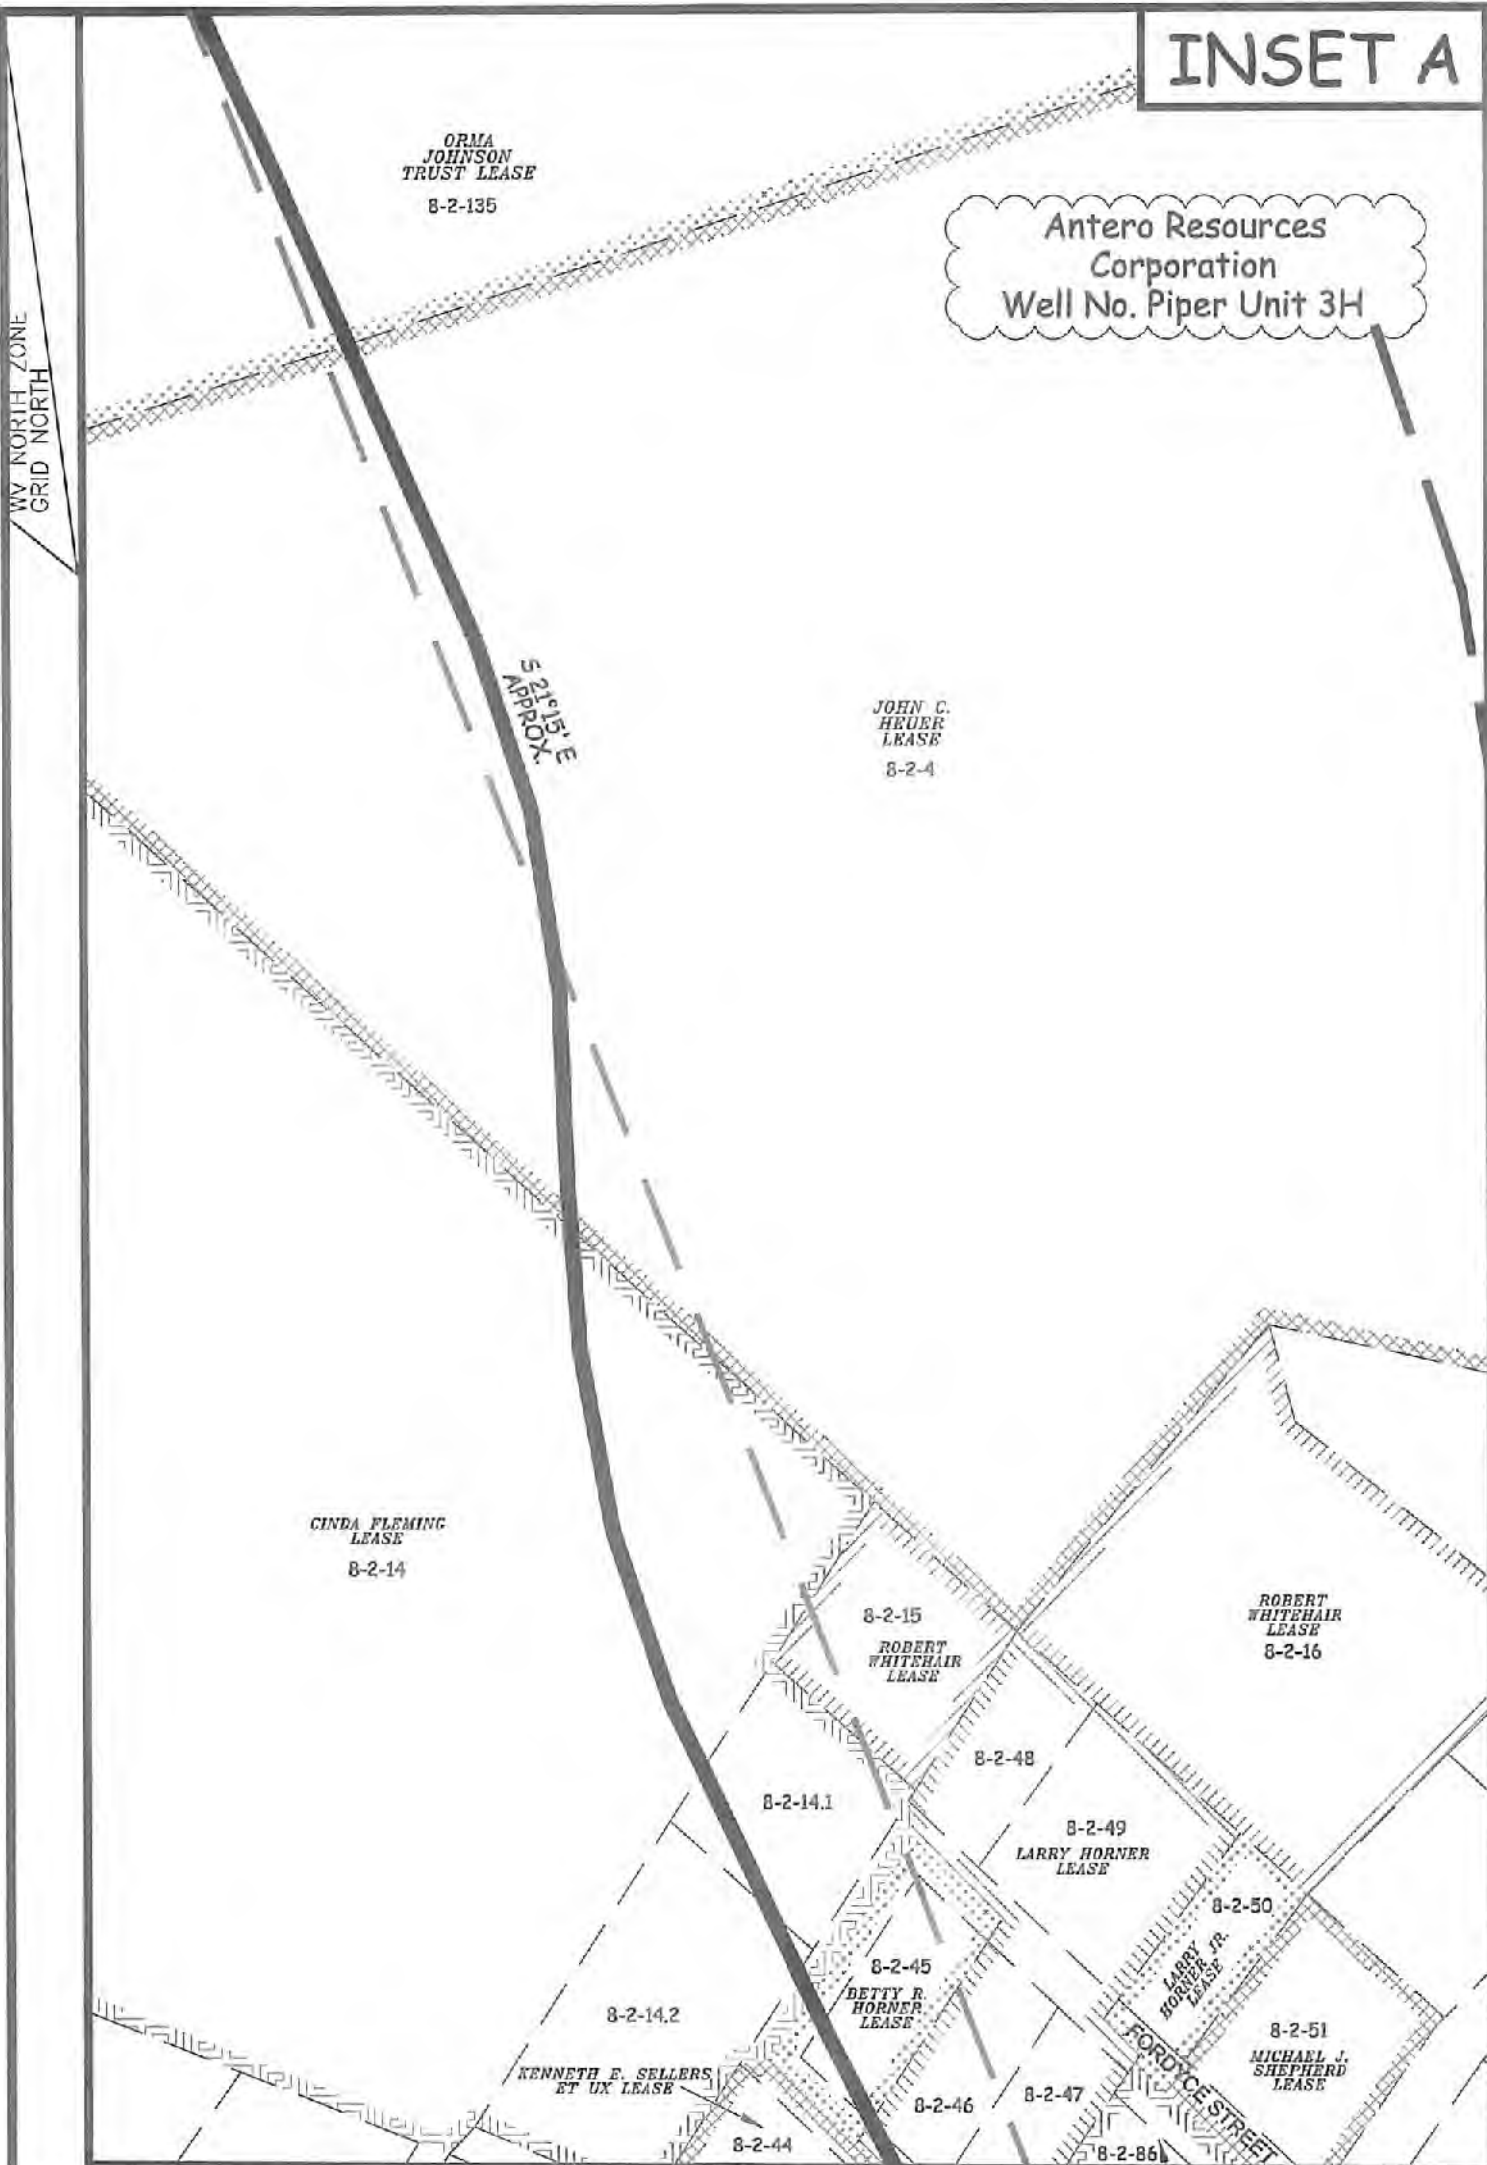 INSET A
ORMA
JOHNSON
TRUST LEASE
8-2-135
Antero Resources
Corporation
Well No. Piper Unit 3H
WV NORTH ZONE
GRID NORTH
S 21°15' E
APPROX.
JOHN C.
HEUER
LEASE
8-2-4
CINDA FLEMING
LEASE
8-2-14
8-2-15
ROBERT
WHITEHAIR
LEASE
ROBERT
WHITEHAIR
LEASE
8-2-16
8-2-48
8-2-14.1
8-2-49
LARRY HORNER
LEASE
8-2-50
LARRY
HORNER JR.
LEASE
8-2-45
BETTY R.
HORNER
LEASE
8-2-14.2
8-2-51
MICHAEL J.
SHEPHERD
LEASE
FORDYCE STREET
KENNETH E. SELLERS
ET UX LEASE
8-2-46
8-2-47
8-2-44
8-2-86